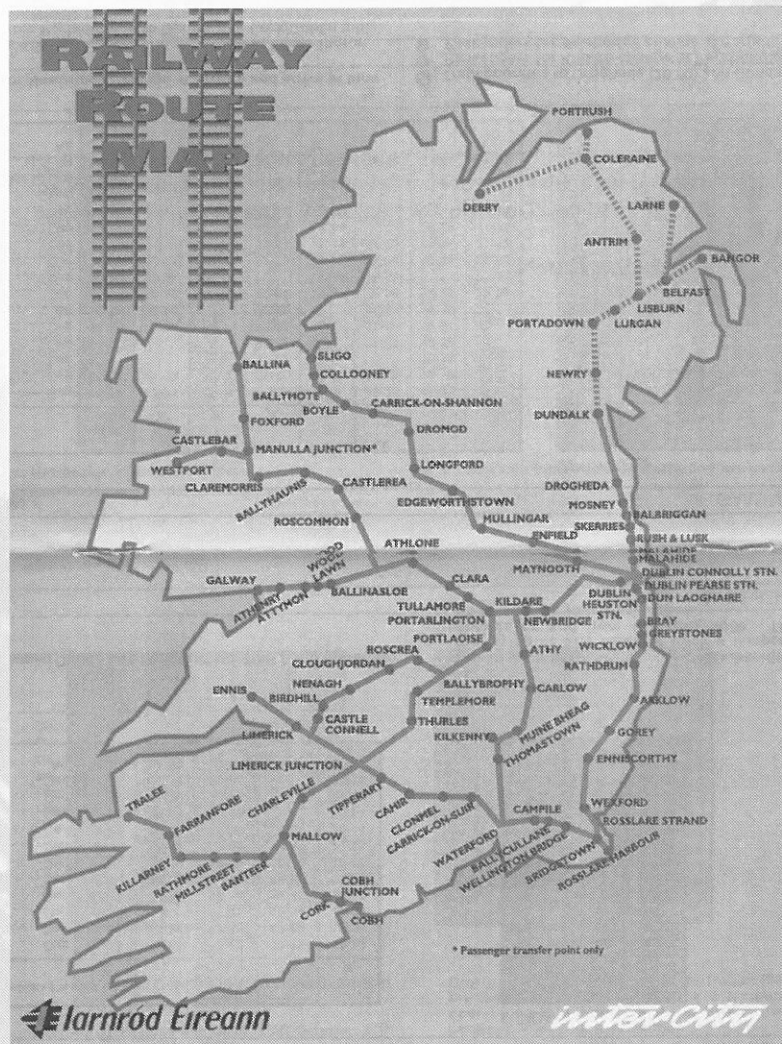 RAILWAY
ROUTE
MAP
PORTRUSH
COLERAINE
DERRY
LARNE
ANTRIM
BANGOR
BELFAST
LISBURN
LURGAN
PORTADOWN
NEWRY
DUNDALK
BALLINA
SLIGO
COLLOONEY
BALLYMOTE
BOYLE
CARRICK-ON-SHANNON
FOXFORD
DROMOD
CASTLEBAR
MANULLA JUNCTION*
WESTPORT
LONGFORD
CLAREMORRIS
BALLYHAUNIS
CASTLEREA
EDGEWORTHSTOWN
DROGHEDA
MOSNEY
BALBRIGGAN
ROSCOMMON
MULLINGAR
SKERRIES
ENFIELD
RUSH & LUSK
MALAHIDE
MALAHIDE
ATHLONE
MAYNOOTH
DUBLIN CONNOLLY STN.
DUBLIN PEARSE STN.
GALWAY
ATHENRY
ATTYMON
WOOD
LAWN
BALLINASLOE
CLARA
TULLAMORE
PORTARLINGTON
KILDARE
NEWBRIDGE
DUBLIN
HEUSTON
STN.
DUN LAOGHAIRE
BRAY
GREYSTONES
PORTLAOISE
WICKLOW
ROSCREA
ATHY
RATHDRUM
CLOUGHJORDAN
NENAGH
BALLYBROPHY
CARLOW
ENNIS
BIRDHILL
TEMPLEMORE
ARKLOW
CASTLE
CONNELL
THURLES
MUINE BHEAG
GOREY
LIMERICK
KILKENNY
THOMASTOWN
ENNISCORTHY
LIMERICK JUNCTION
CHARLEVILLE
TIPPERARY
CAHIR
CLONMEL
CARRICK-ON-SUIR
TRALEE
FARRANFORE
WEXFORD
CAMPILE
ROSSLARE STRAND
MALLOW
WATERFORD
BALLYCULLANE
WELLINGTON BRIDGE
BRIDGETOWN
ROSSLARE HARBOUR
KILLARNEY
RATHMORE
MILLSTREET
BANTEER
COBH
JUNCTION
CORK
COBH
* Passenger transfer point only
Iarnród Éireann
InterCity